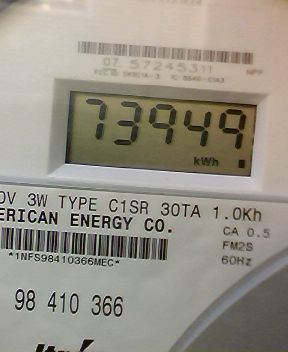 07 57245311
73949
kWh
0V 3W TYPE C1SR 30TA 1.0Kh
ERICAN ENERGY CO.
CA 0.5
FM2S
*1NFS98410366MEC*
60Hz
98 410 366